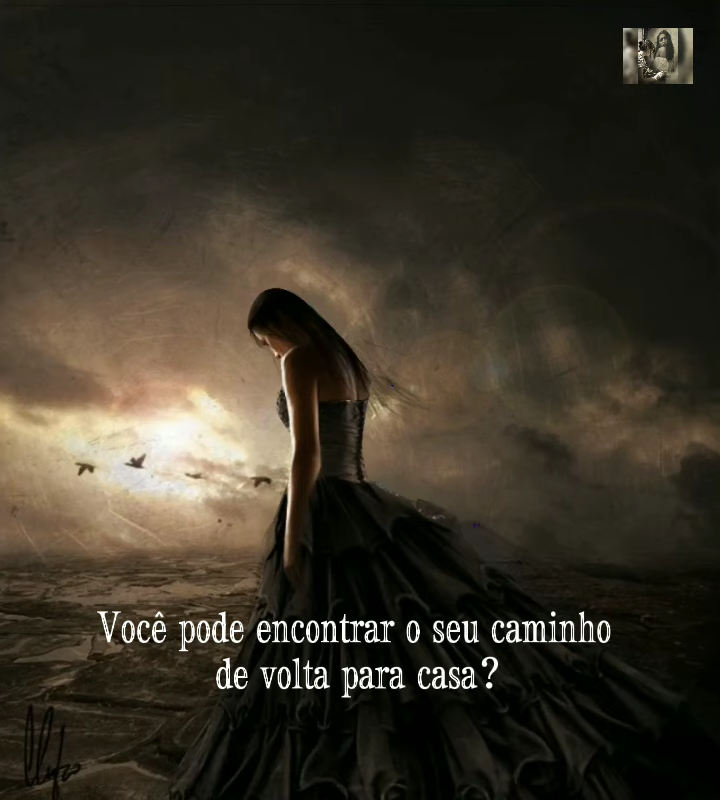 Você pode encontrar o seu caminho
de volta para casa?